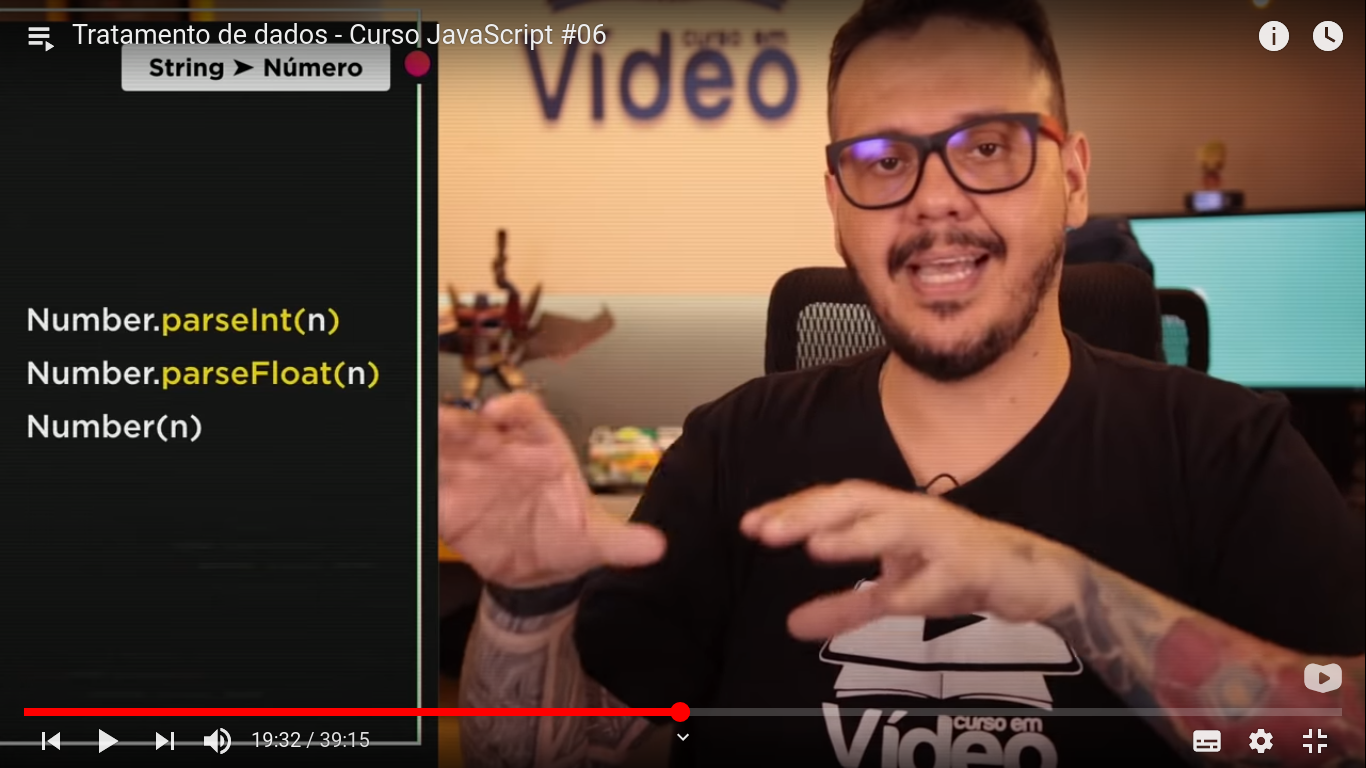 Tratamento de dados - Curso JavaScript #06
String ➤ Número
curso em
Vídeo
Number.parseInt(n)
Number.parseFloat(n)
Number(n)
curso em
Vídeo
19:32 / 39:15